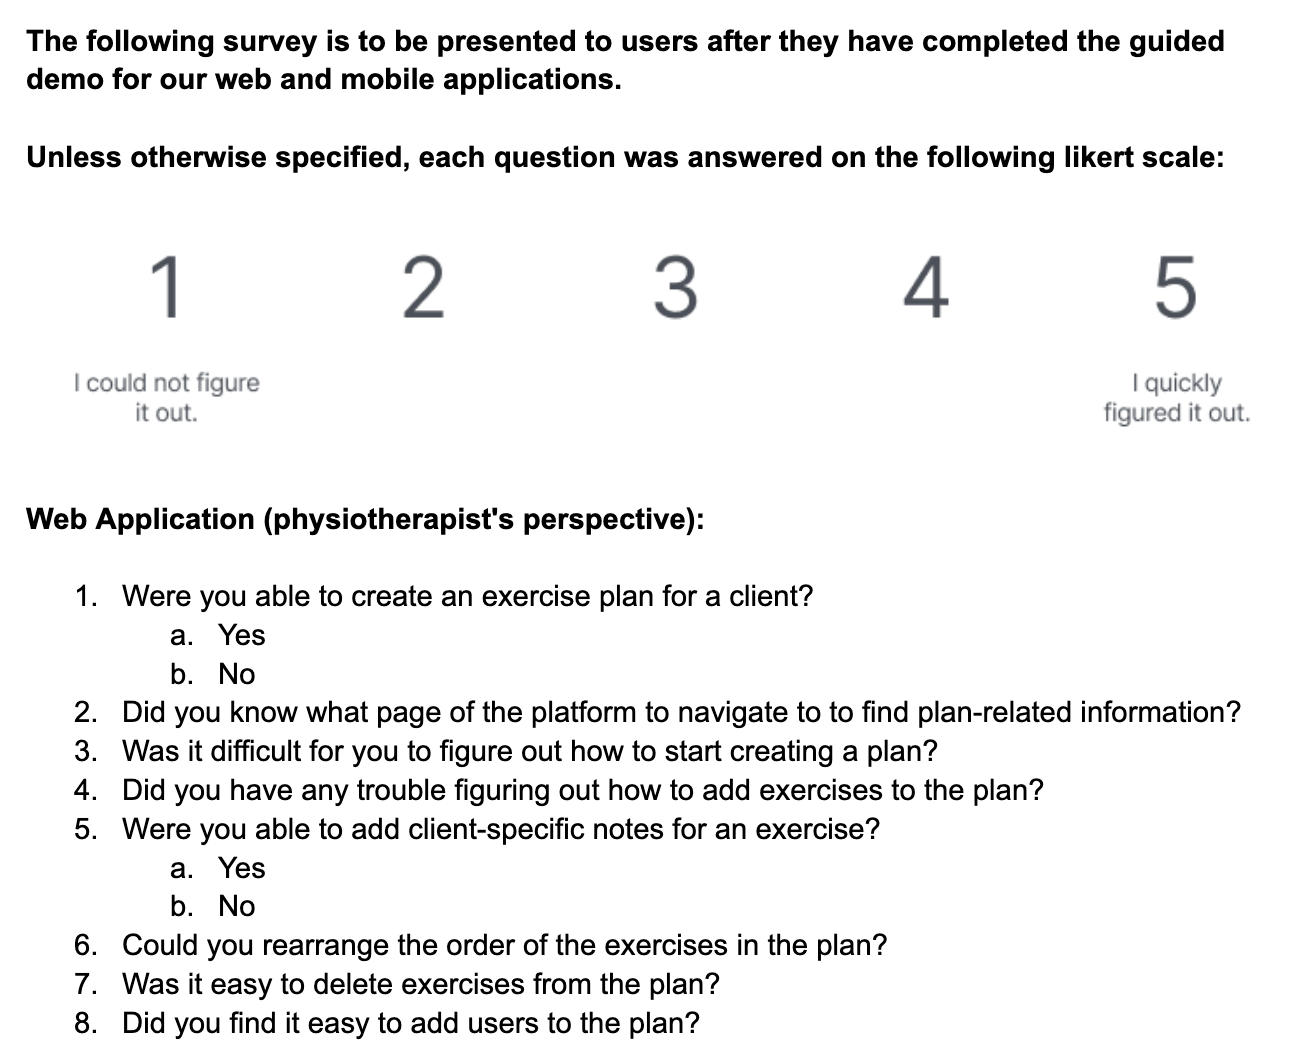 The following survey is to be presented to users after they have completed the guided
demo for our web and mobile applications.
Unless otherwise specified, each question was answered on the following likert scale:
1 2 3 4 5
I could not figure
it out.
I quickly
figured it out.
Web Application (physiotherapist's perspective):
1. Were you able to create an exercise plan for a client?
a. Yes
b. No
2. Did you know what page of the platform to navigate to to find plan-related information?
3. Was it difficult for you to figure out how to start creating a plan?
4. Did you have any trouble figuring out how to add exercises to the plan?
5. Were you able to add client-specific notes for an exercise?
a. Yes
b. No
6. Could you rearrange the order of the exercises in the plan?
7. Was it easy to delete exercises from the plan?
8. Did you find it easy to add users to the plan?